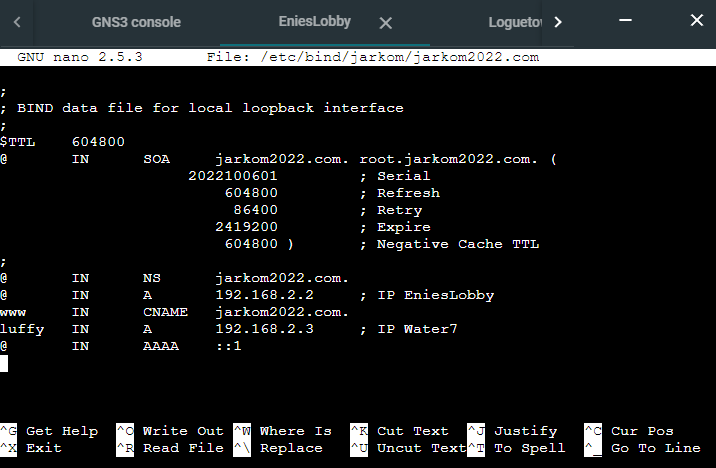 GNS3 console EniesLobby Loguetov
GNU nano 2.5.3 File: /etc/bind/jarkom/jarkom2022.com
;
; BIND data file for local loopback interface
;
$TTL 604800
@ IN SOA jarkom2022.com. root.jarkom2022.com. (
2022100601 ; Serial
604800 ; Refresh
86400 ; Retry
2419200 ; Expire
604800 ) ; Negative Cache TTL
;
@ IN NS jarkom2022.com.
@ IN A 192.168.2.2 ; IP EniesLobby
www IN CNAME jarkom2022.com.
luffy IN A 192.168.2.3 ; IP Water7
@ IN AAAA ::1
^G Get Help ^O Write Out ^W Where Is ^K Cut Text ^J Justify ^C Cur Pos
^X Exit ^R Read File ^\ Replace ^U Uncut Text ^T To Spell ^_ Go To Line